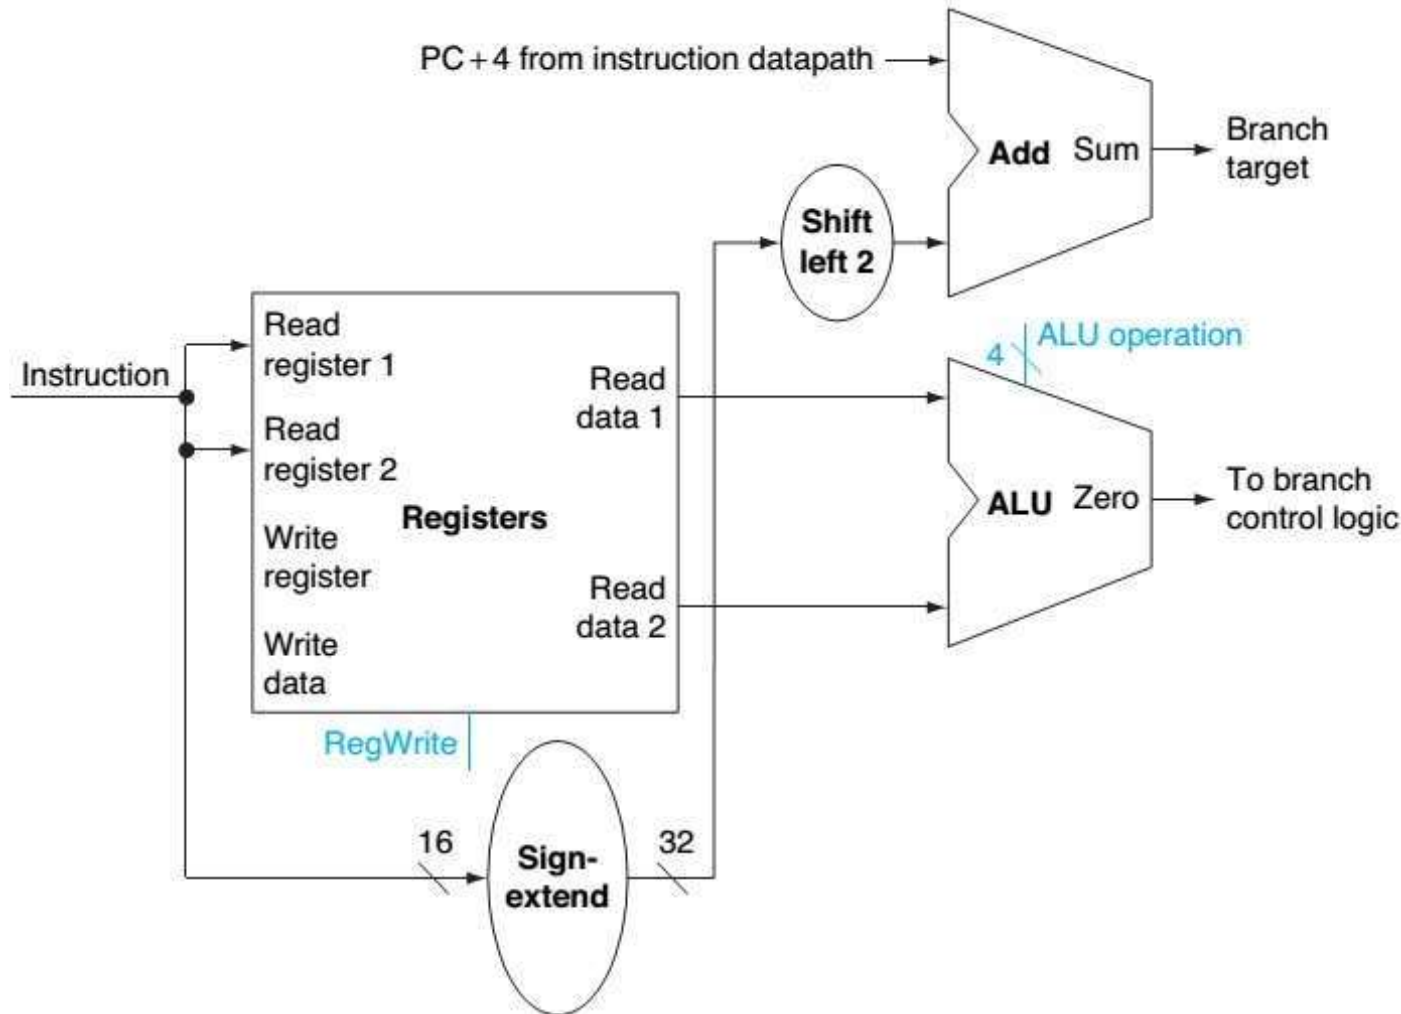 PC + 4 from instruction datapath
Add Sum
Branch
target
Shift
left 2
ALU operation
4
Instruction
Read
register 1
Read
register 2
Write
register
Write
data
Registers
Read
data 1
Read
data 2
ALU Zero
To branch
control logic
RegWrite
16
Sign-
extend
32